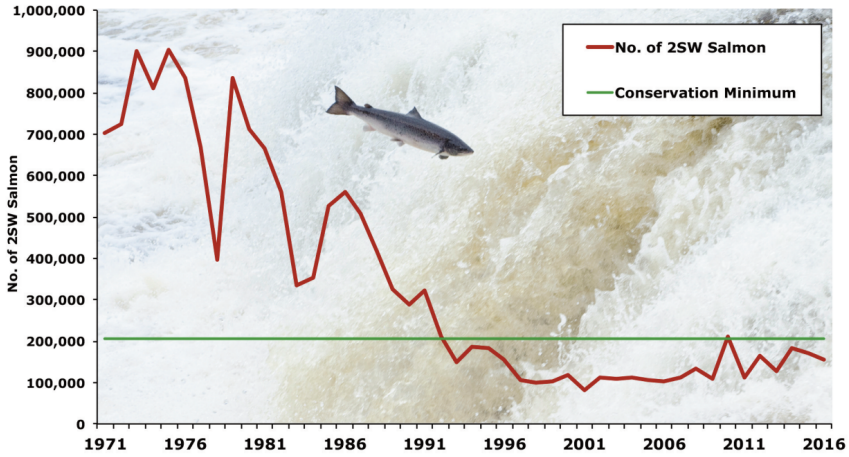 1,000,000
900,000
800,000
700,000
600,000
500,000
400,000
300,000
200,000
100,000
0
No. of 2SW Salmon
No. of 2SW Salmon
Conservation Minimum
1971 1976 1981 1986 1991 1996 2001 2006 2011 2016